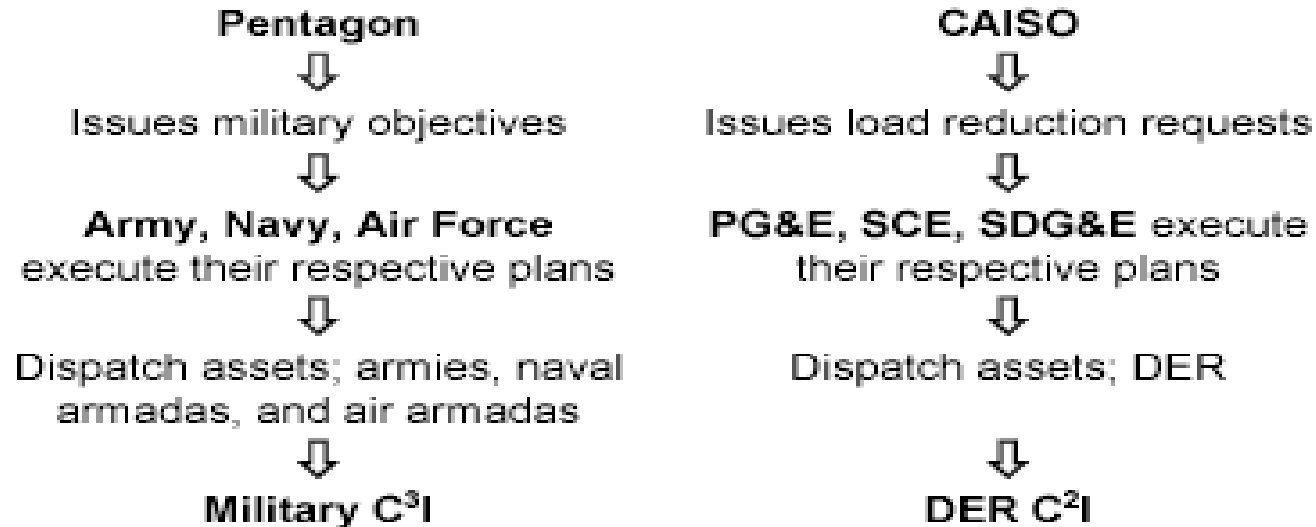 Pentagon
Issues military objectives
Army, Navy, Air Force
execute their respective plans
Dispatch assets; armies, naval
armadas, and air armadas
Military C³I
CAISO
Issues load reduction requests
PG&E, SCE, SDG&E execute
their respective plans
Dispatch assets; DER
DER C²I